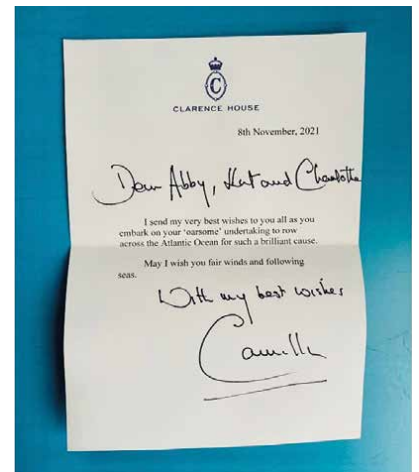 C
CLARENCE HOUSE
8th November, 2021
Dear Abby, Kat and Charlotte
I send my very best wishes to you all as you
embark on your ‘oarsome’ undertaking to row
across the Atlantic Ocean for such a brilliant cause.
May I wish you fair winds and following
seas.
With my best wishes
Camilla